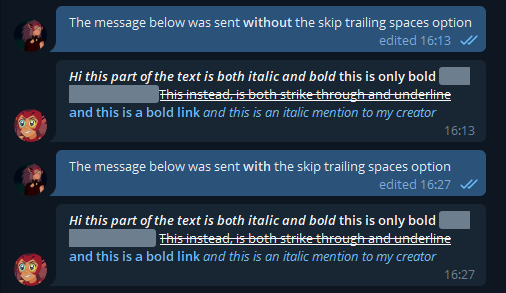 The message below was sent without the skip trailing spaces option
edited 16:13
Hi this part of the text is both italic and bold this is only bold
This instead, is both strike through and underline
and this is a bold link and this is an italic mention to my creator
16:13
The message below was sent with the skip trailing spaces option
edited 16:27
Hi this part of the text is both italic and bold this is only bold
This instead, is both strike through and underline
and this is a bold link and this is an italic mention to my creator
16:27